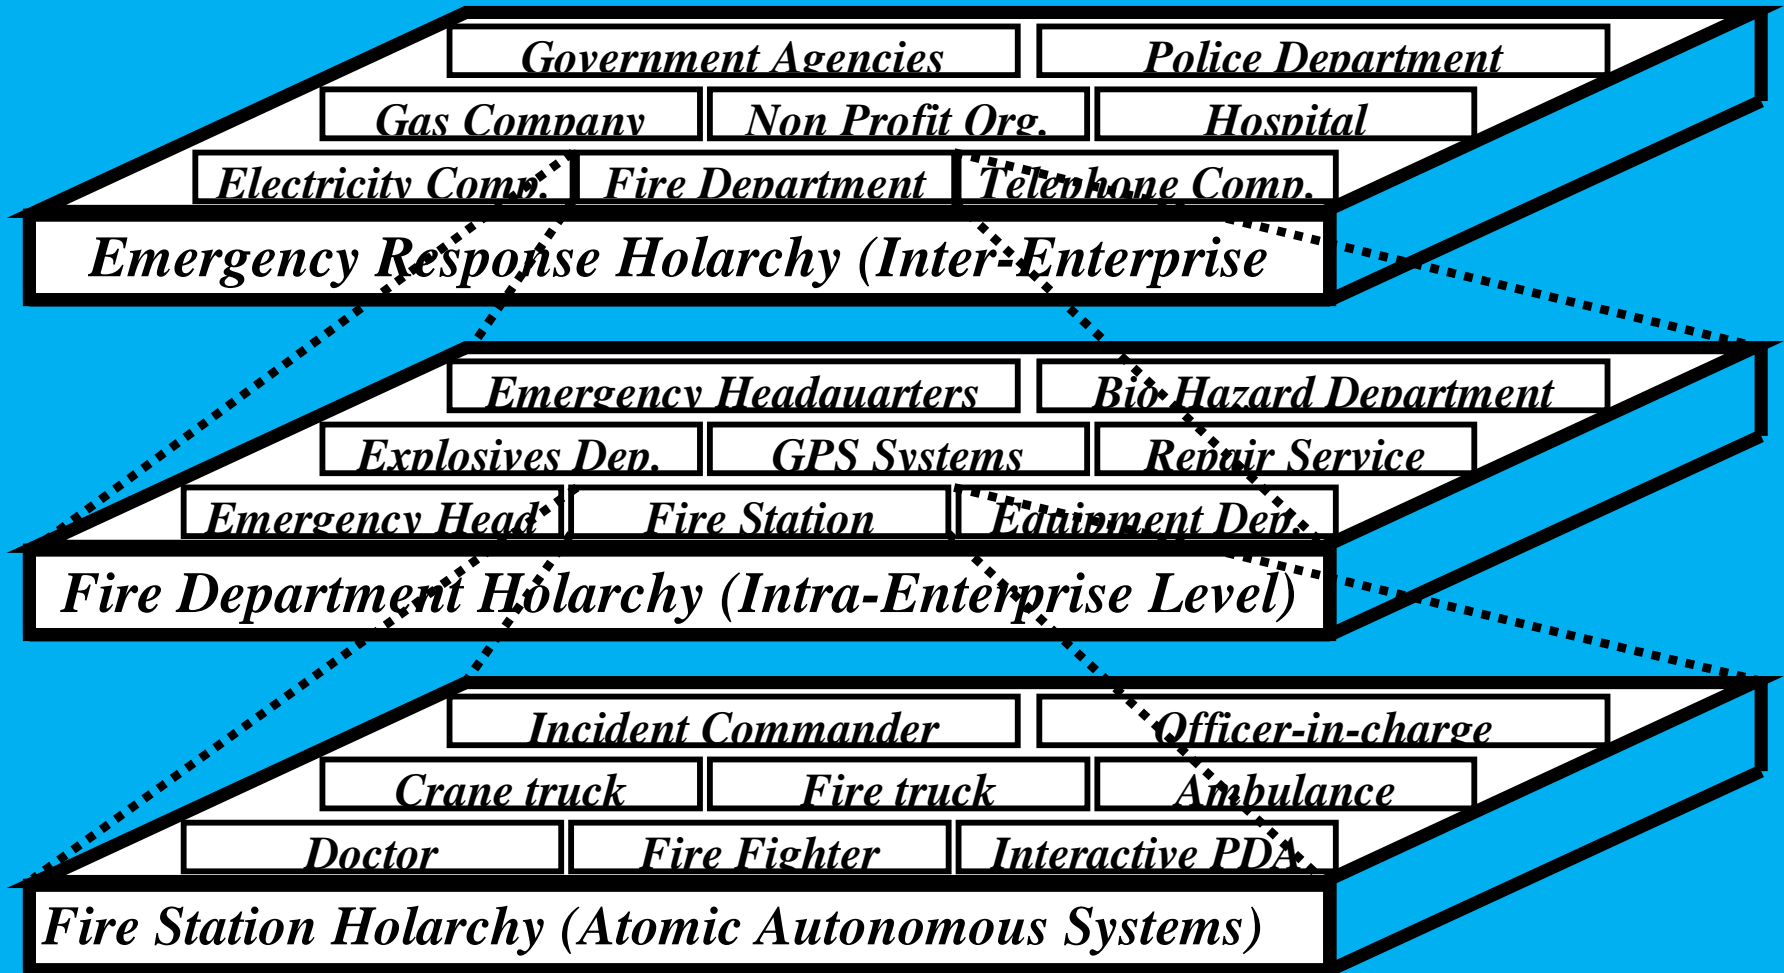 Government Agencies Police Department
Gas Company Non Profit Org. Hospital
Electricity Comp. Fire Department Telephone Comp.
Emergency Response Holarchy (Inter-Enterprise
Emergency Headquarters Bio Hazard Department
Explosives Dep. GPS Systems Repair Service
Emergency Head Fire Station Equipment Dep.
Fire Department Holarchy (Intra-Enterprise Level)
Incident Commander Officer-in-charge
Crane truck Fire truck Ambulance
Doctor Fire Fighter Interactive PDA
Fire Station Holarchy (Atomic Autonomous Systems)